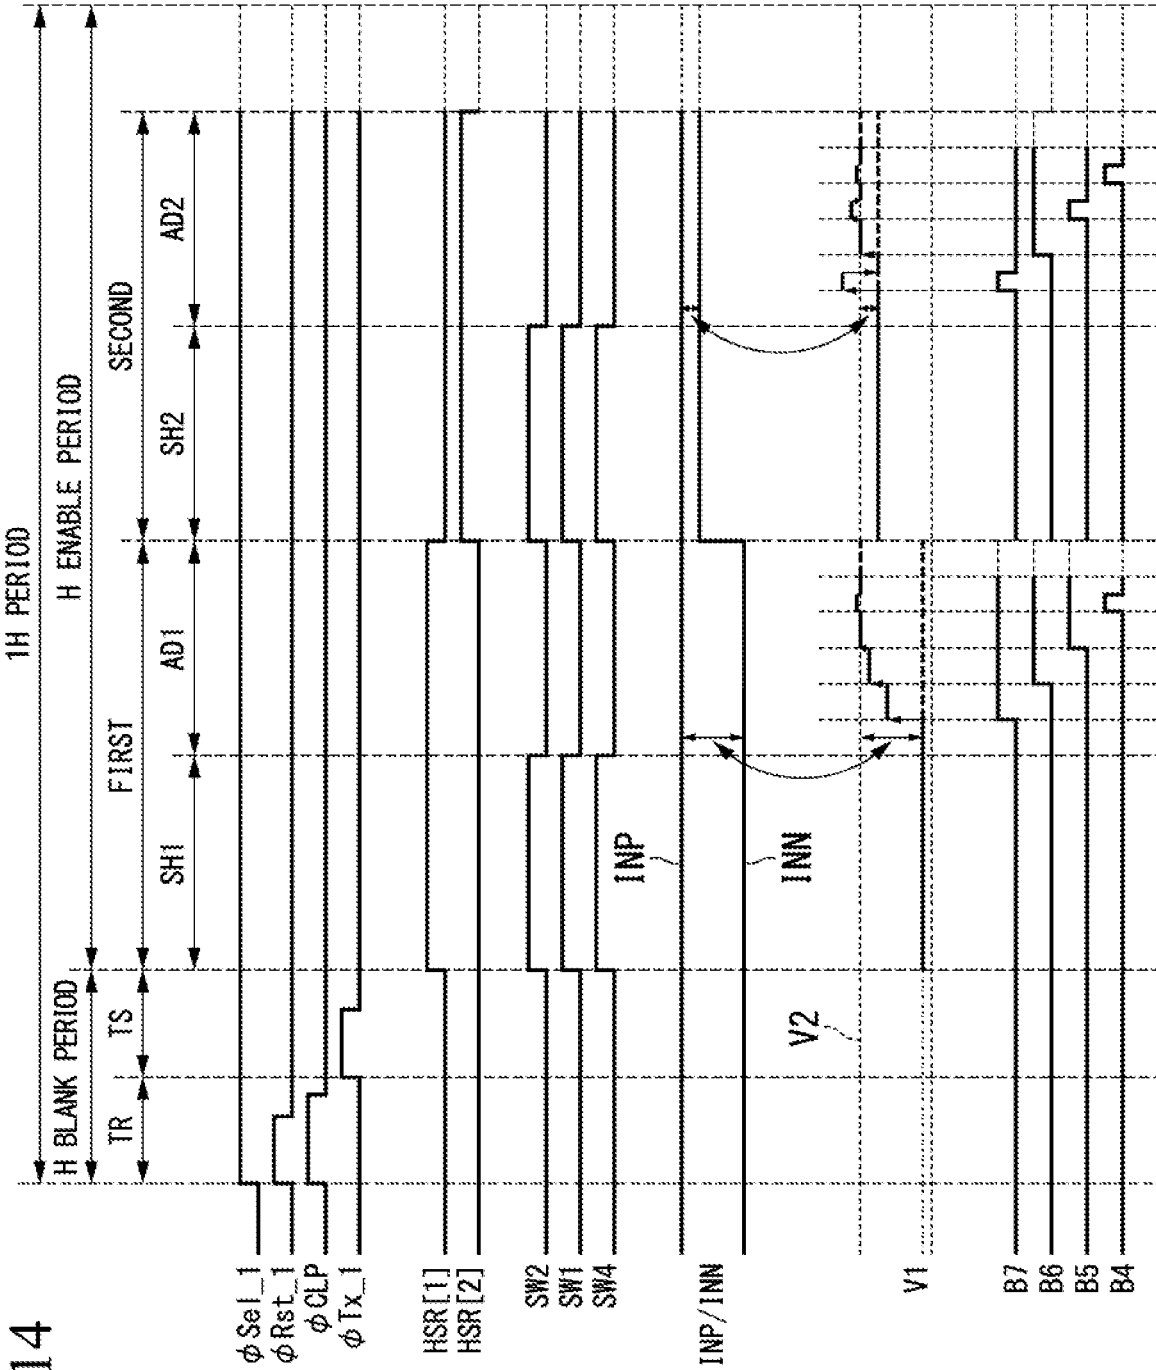 14
1H PERIOD
H BLANK PERIOD
H ENABLE PERIOD
TR
TS
FIRST
SECOND
SH1
AD1
SH2
AD2
φSel_1
φRst_1
φCLP
φTx_1
HSR[1]
HSR[2]
SW2
SW1
SW4
INP/INN
INP
INN
V2
V1
B7
B6
B5
B4